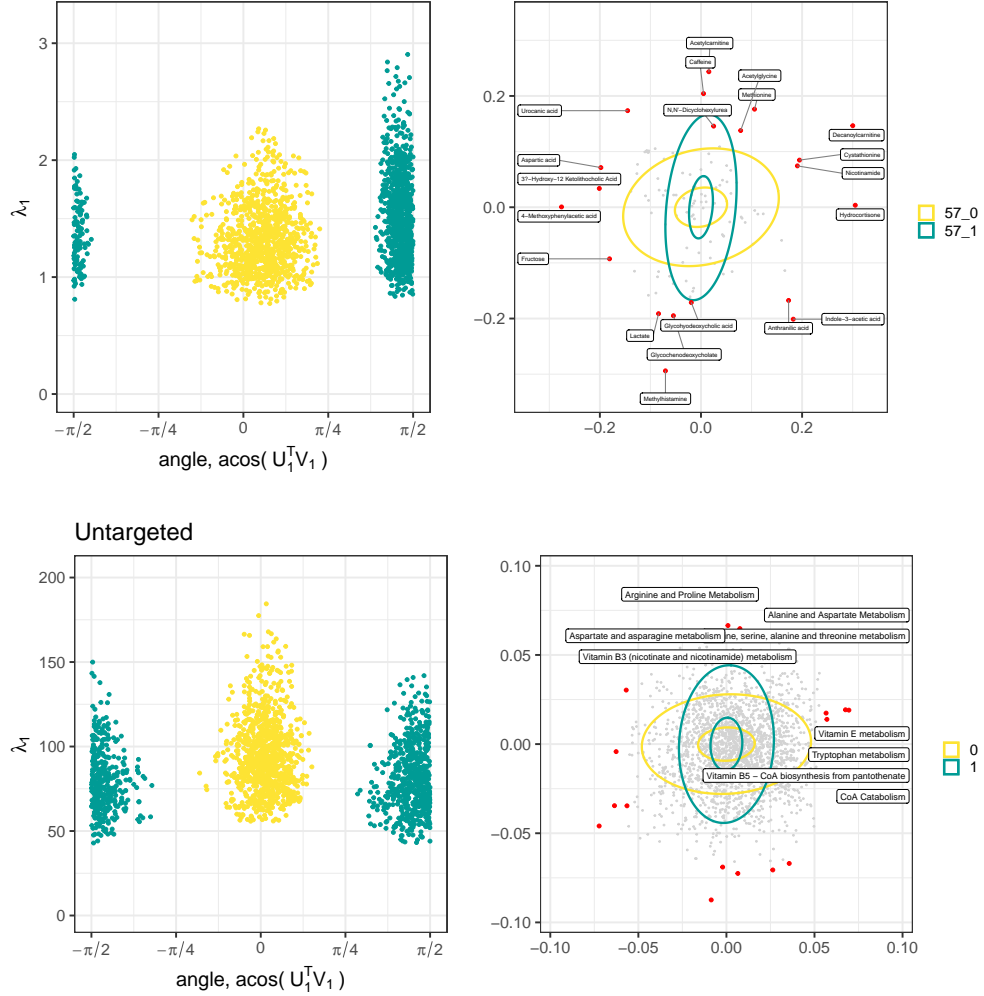 3
2
1
0
λ1
−π/2
−π/4
0
π/4
π/2
angle, acos( U1TV1 )
0.2
0.0
−0.2
−0.2
0.0
0.2
Acetylcarnitine
Caffeine
Acetylglycine
Methionine
Urocanic acid
N,N'−Dicyclohexylurea
Decanoylcarnitine
Cystathionine
Aspartic acid
Nicotinamide
3?−Hydroxy−12 Ketolithocholic Acid
4−Methoxyphenylacetic acid
Hydrocortisone
Fructose
Lactate
Glycohyodeoxycholic acid
Anthranilic acid
Indole−3−acetic acid
Glycochenodeoxycholate
Methylhistamine
57_0
57_1
Untargeted
200
150
100
50
0
λ1
−π/2
−π/4
0
π/4
π/2
angle, acos( U1TV1 )
0.10
0.05
0.00
−0.05
−0.10
−0.10
−0.05
0.00
0.05
0.10
Arginine and Proline Metabolism
Alanine and Aspartate Metabolism
Aspartate and asparagine metabolism
ne, serine, alanine and threonine metabolism
Vitamin B3 (nicotinate and nicotinamide) metabolism
Vitamin E metabolism
Tryptophan metabolism
Vitamin B5 − CoA biosynthesis from pantothenate
CoA Catabolism
0
1